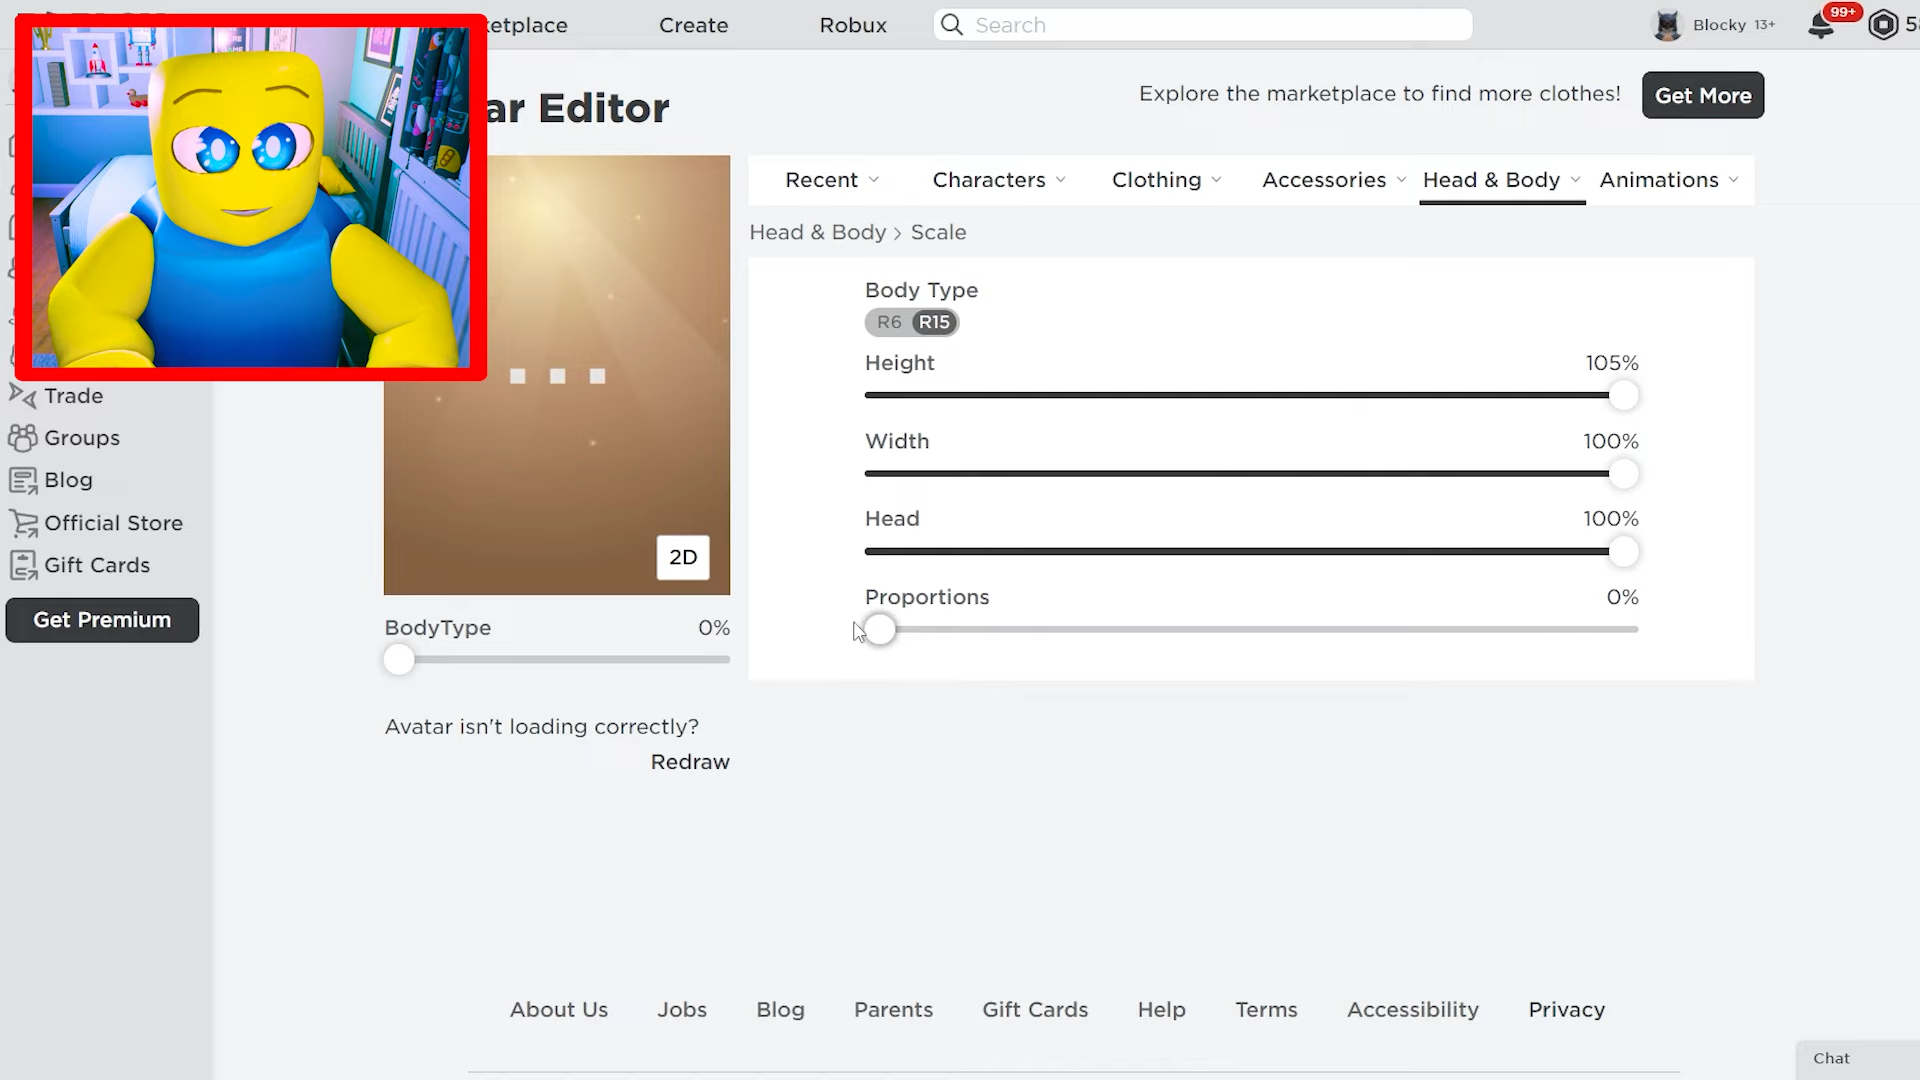 ketplace
Create
Robux
Search
Blocky 13+
99+
ar Editor
Explore the marketplace to find more clothes!
Get More
Recent
Characters
Clothing
Accessories
Head & Body
Animations
Head & Body > Scale
Body Type
R6 R15
Height 105%
Width 100%
Head 100%
Proportions 0%
2D
BodyType 0%
Avatar isn't loading correctly?
Redraw
Trade
Groups
Blog
Official Store
Gift Cards
Get Premium
About Us
Jobs
Blog
Parents
Gift Cards
Help
Terms
Accessibility
Privacy
Chat